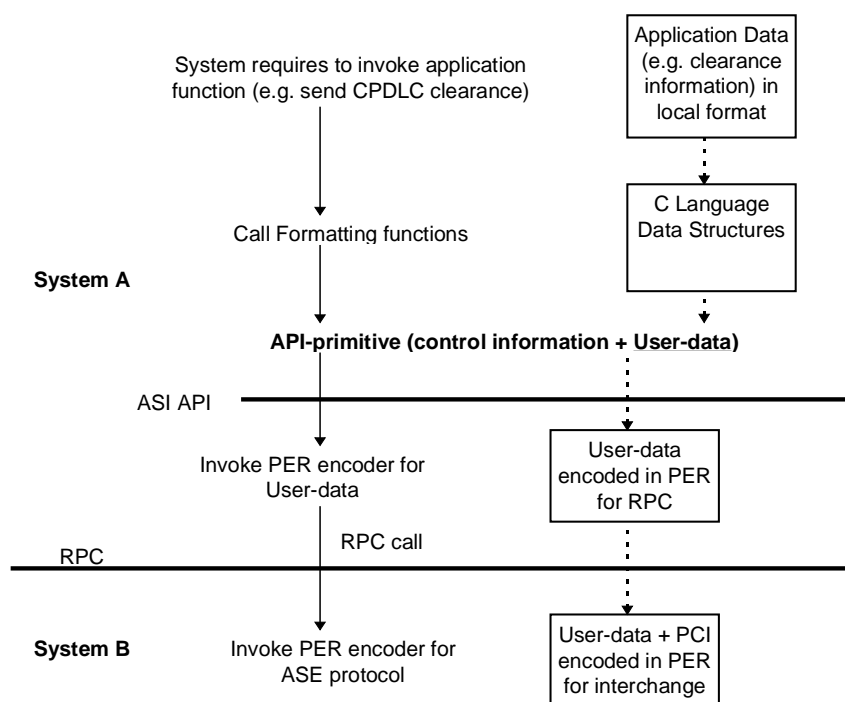 System requires to invoke application
function (e.g. send CPDLC clearance)
Application Data
(e.g. clearance
information) in
local format
Call Formatting functions
C Language
Data Structures
System A
API-primitive (control information + User-data)
ASI API
Invoke PER encoder for
User-data
User-data
encoded in PER
for RPC
RPC call
RPC
System B
Invoke PER encoder for
ASE protocol
User-data + PCI
encoded in PER
for interchange